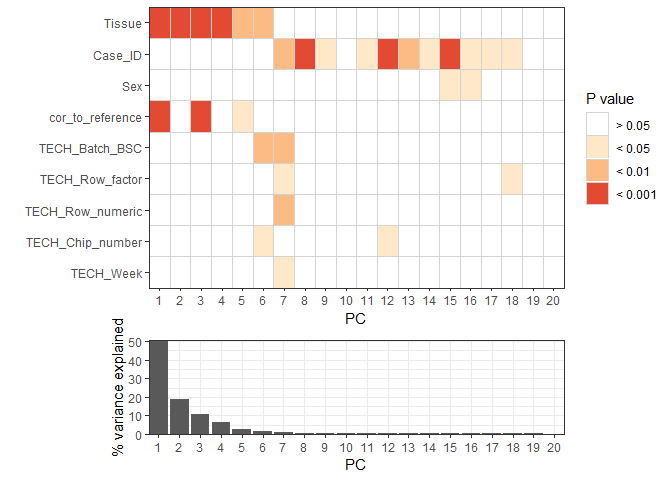 Tissue
Case_ID
Sex
cor_to_reference
TECH_Batch_BSC
TECH_Row_factor
TECH_Row_numeric
TECH_Chip_number
TECH_Week
1 2 3 4 5 6 7 8 9 10 11 12 13 14 15 16 17 18 19 20
PC
P value
> 0.05
< 0.05
< 0.01
< 0.001
% variance explained
50
40
30
20
10
0
1 2 3 4 5 6 7 8 9 10 11 12 13 14 15 16 17 18 19 20
PC